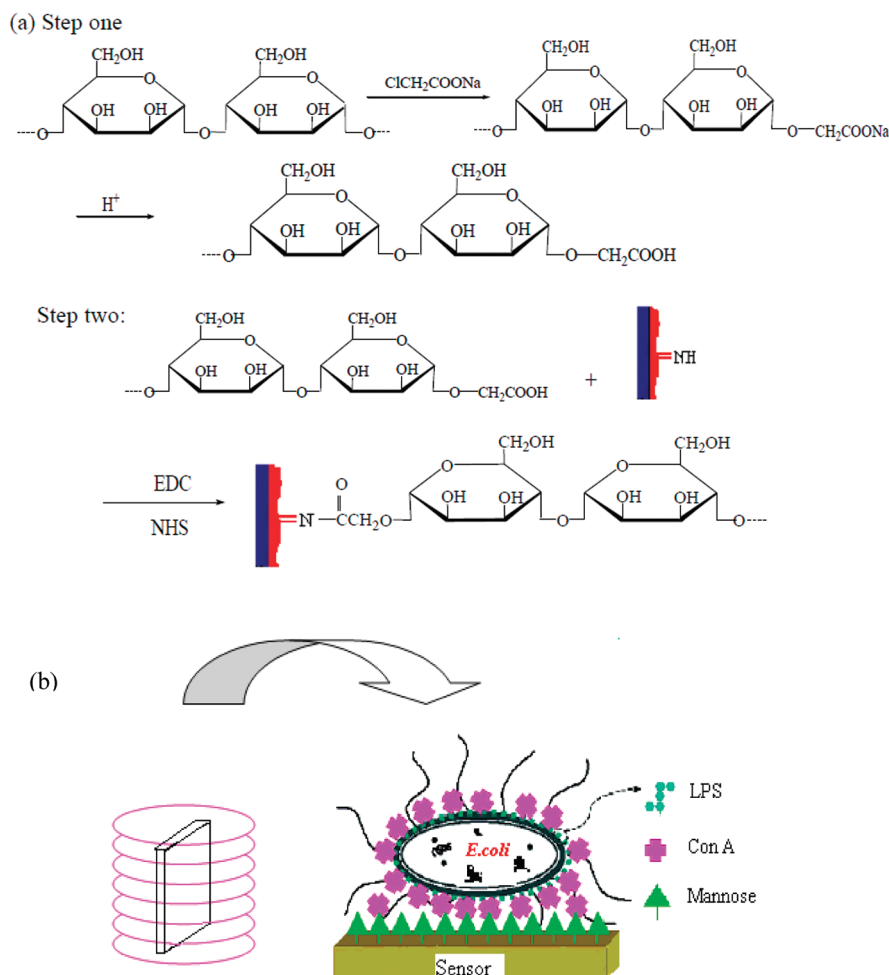 (a) Step one
CH₂OH CH₂OH CH₂OH CH₂OH
O O ClCH₂COONa O O
OH OH OH OH OH OH OH OH
----O O O---- ----O O O—CH₂COONa
H⁺ CH₂OH CH₂OH
O O
OH OH OH OH
----O O O—CH₂COOH
Step two:
CH₂OH CH₂OH
O O
OH OH OH OH NH
----O O O—CH₂COOH +
EDC
NHS
CH₂OH CH₂OH
O O O
N CCH₂O OH OH OH OH
O O----
(b)
LPS
E.coli
Con A
Mannose
Sensor